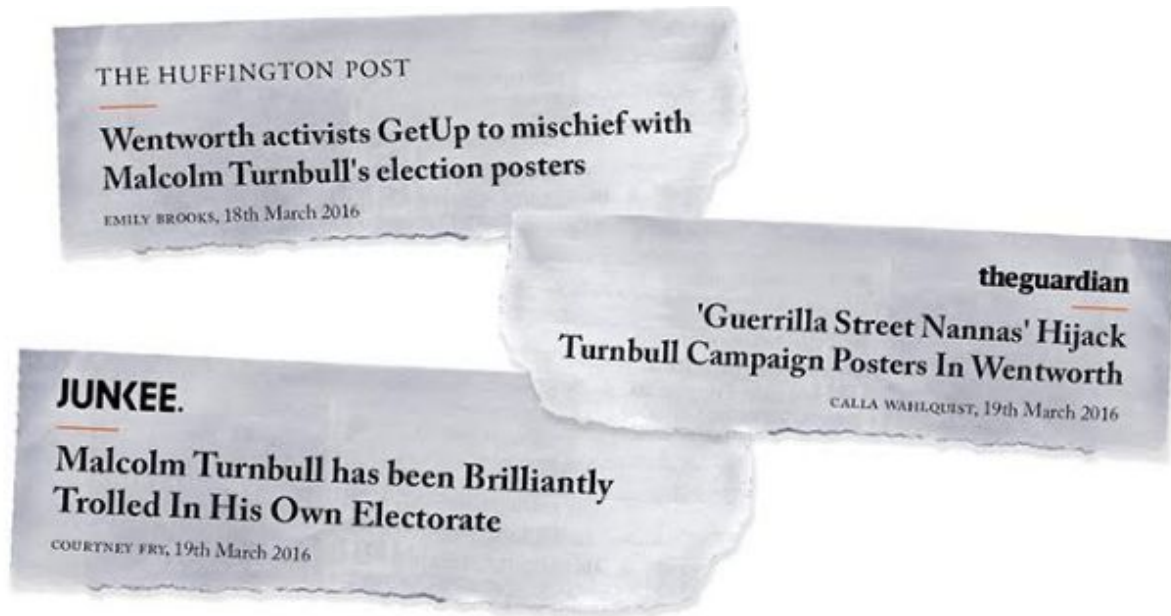 THE HUFFINGTON POST
Wentworth activists GetUp to mischief with
Malcolm Turnbull's election posters
EMILY BROOKS, 18th March 2016
theguardian
'Guerrilla Street Nannas' Hijack
Turnbull Campaign Posters In Wentworth
CALLA WAHLQUIST, 19th March 2016
JUNKEE.
Malcolm Turnbull has been Brilliantly
Trolled In His Own Electorate
COURTNEY FRY, 19th March 2016